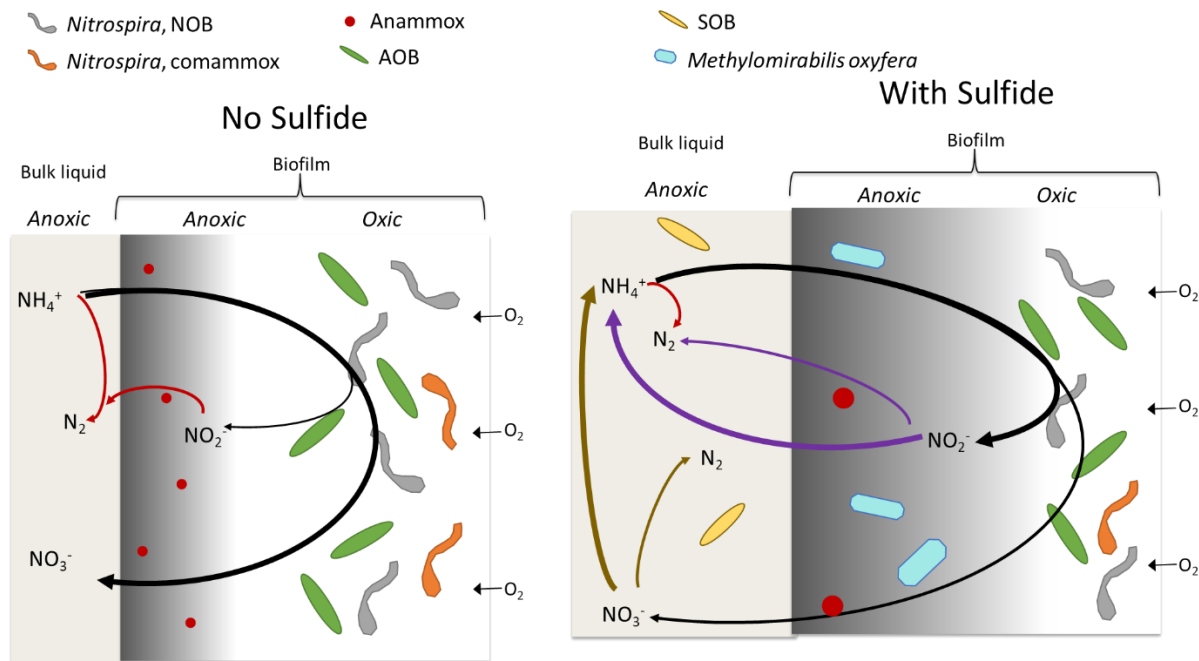 Nitrospira, NOB
Anammox
SOB
Nitrospira, comammox
AOB
Methylomirabilis oxyfera
No Sulfide
Bulk liquid
Biofilm
Anoxic
Anoxic
Oxic
NH₄⁺
N₂
NO₂⁻
NO₃⁻
O₂
O₂
O₂
With Sulfide
Bulk liquid
Biofilm
Anoxic
Anoxic
Oxic
NH₄⁺
N₂
NO₂⁻
N₂
NO₃⁻
O₂
O₂
O₂